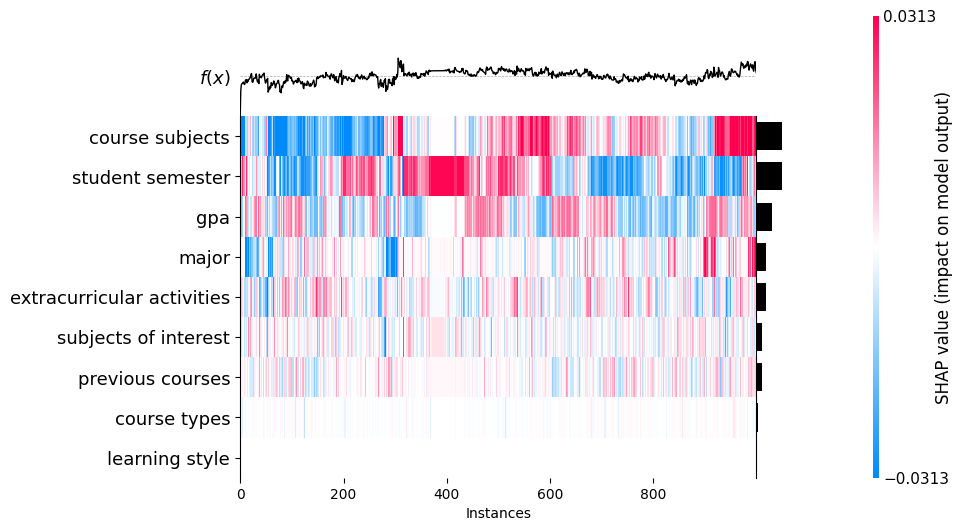 0.0313
f(x)
course subjects
student semester
gpa
major
extracurricular activities
subjects of interest
previous courses
course types
learning style
SHAP value (impact on model output)
−0.0313
0 200 400 600 800
Instances